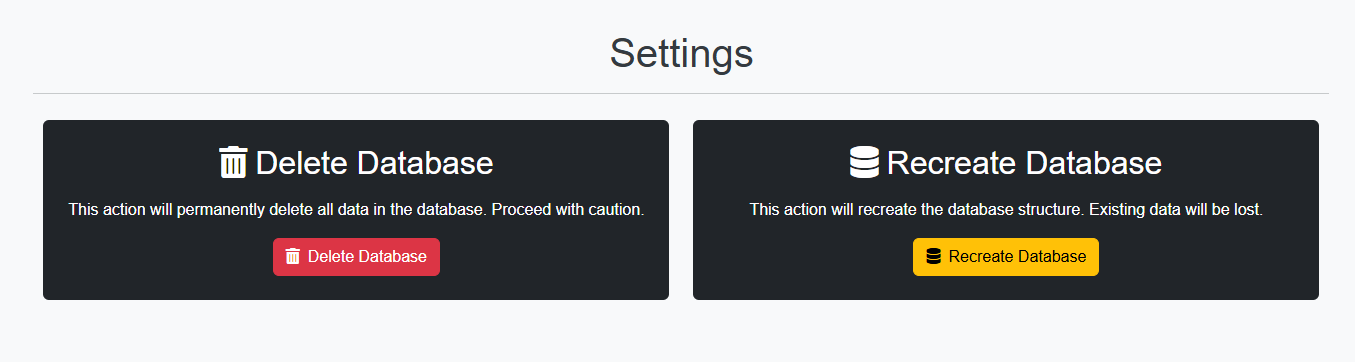 Settings
Delete Database
This action will permanently delete all data in the database. Proceed with caution.
Delete Database
Recreate Database
This action will recreate the database structure. Existing data will be lost.
Recreate Database